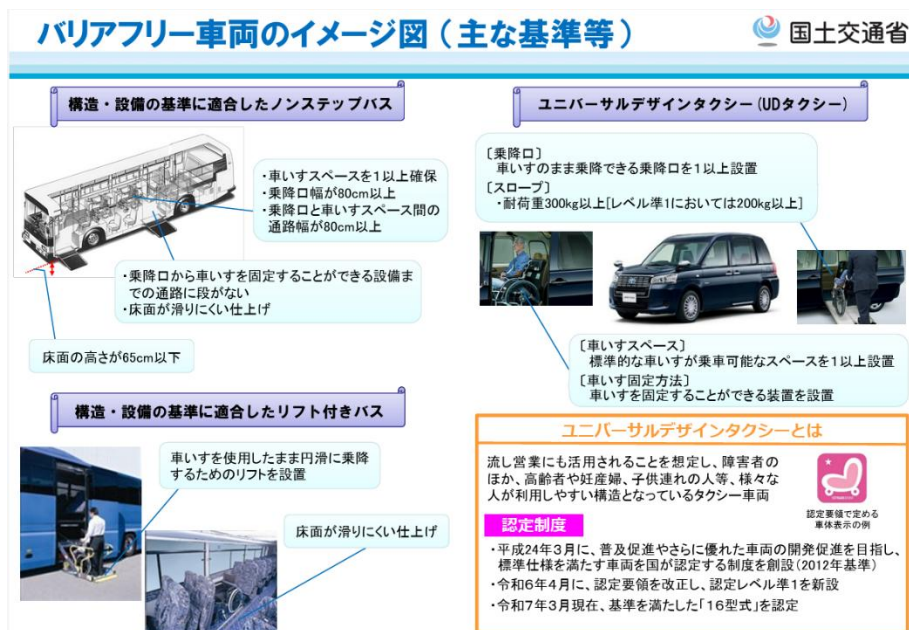 バリアフリー車両のイメージ図（主な基準等）
国土交通省
構造・設備の基準に適合したノンステップバス
・車いすスペースを1以上確保
・乗降口幅が80cm以上
・乗降口と車いすスペース間の
通路幅が80cm以上
・乗降口から車いすを固定することができる設備ま
での通路に段がない
・床面が滑りにくい仕上げ
床面の高さが65cm以下
構造・設備の基準に適合したリフト付きバス
車いすを使用したまま円滑に乗降
するためのリフトを設置
床面が滑りにくい仕上げ
ユニバーサルデザインタクシー(UDタクシー)
〔乗降口〕
車いすのまま乗降できる乗降口を1以上設置
〔スロープ〕
・耐荷重300kg以上[レベル準1においては200kg以上]
〔車いすスペース〕
標準的な車いすが乗車可能なスペースを1以上設置
〔車いす固定方法〕
車いすを固定することができる装置を設置
ユニバーサルデザインタクシーとは
流し営業にも活用されることを想定し、障害者の
ほか、高齢者や妊産婦、子供連れの人等、様々な
人が利用しやすい構造となっているタクシー車両
認定要領で定める
車体表示の例
認定制度
・平成24年3月に、普及促進やさらに優れた車両の開発促進を目指し、
標準仕様を満たす車両を国が認定する制度を創設(2012年基準)
・令和6年4月に、認定要領を改正し、認定レベル準1を新設
・令和7年3月現在、基準を満たした「16型式」を認定